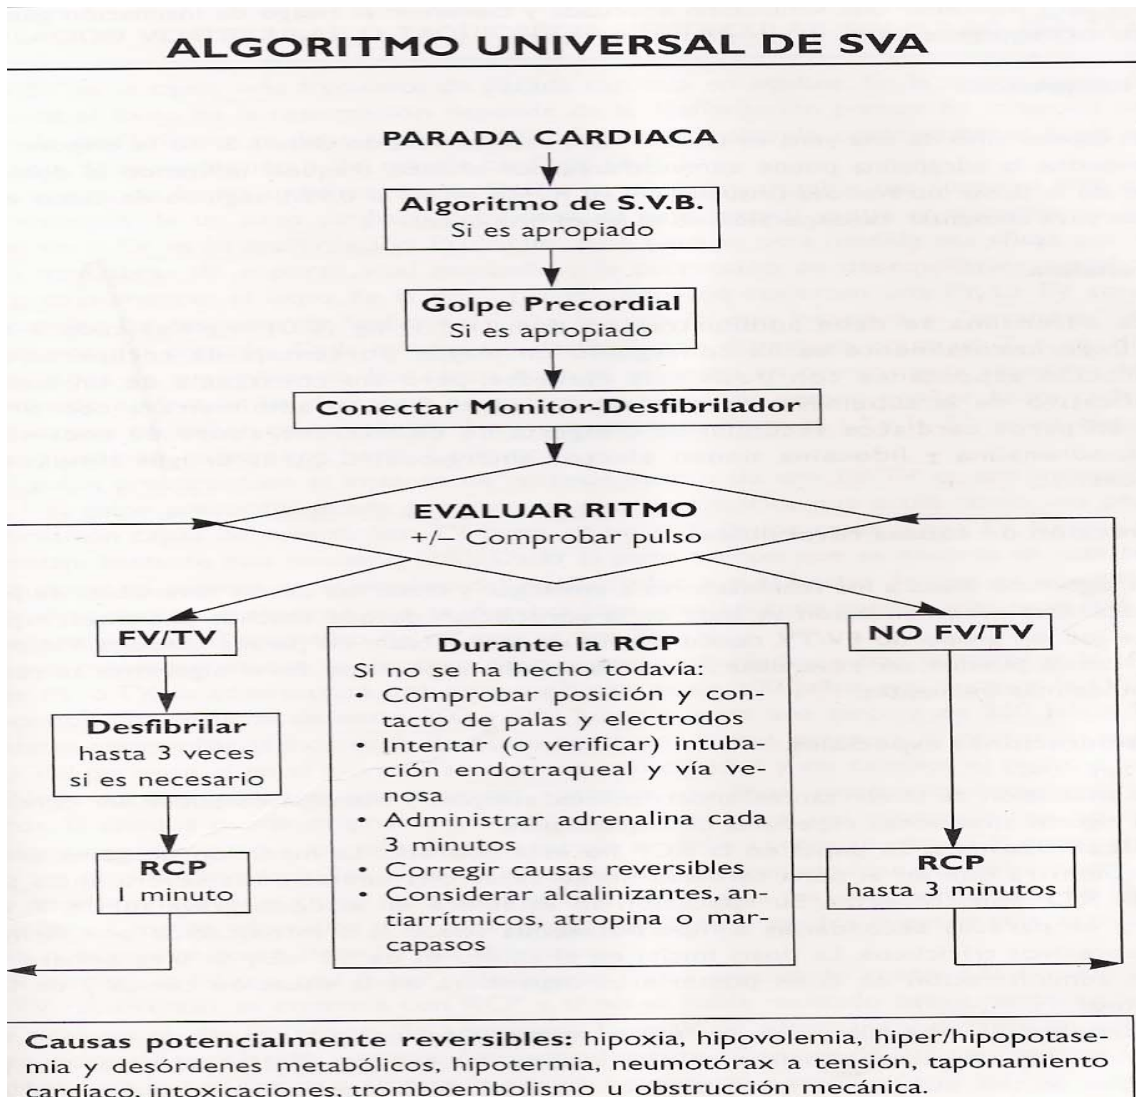 ALGORITMO UNIVERSAL DE SVA
PARADA CARDIACA
Algoritmo de S.V.B.
Si es apropiado
Golpe Precordial
Si es apropiado
Conectar Monitor-Desfibrilador
EVALUAR RITMO
+/– Comprobar pulso
FV/TV
Desfibrilar
hasta 3 veces
si es necesario
RCP
1 minuto
Durante la RCP
Si no se ha hecho todavía:
• Comprobar posición y con-
tacto de palas y electrodos
• Intentar (o verificar) intuba-
ción endotraqueal y vía ve-
nosa
• Administrar adrenalina cada
3 minutos
• Corregir causas reversibles
• Considerar alcalinizantes an-
tiarrítmicos, atropina o mar-
capasos
NO FV/TV
RCP
hasta 3 minutos
Causas potencialmente reversibles: hipoxia, hipovolemia, hiper/hipopotase-
mia y desórdenes metabólicos, hipotermia, neumotórax a tensión, taponamiento
cardíaco, intoxicaciones, tromboembolismo u obstrucción mecánica.